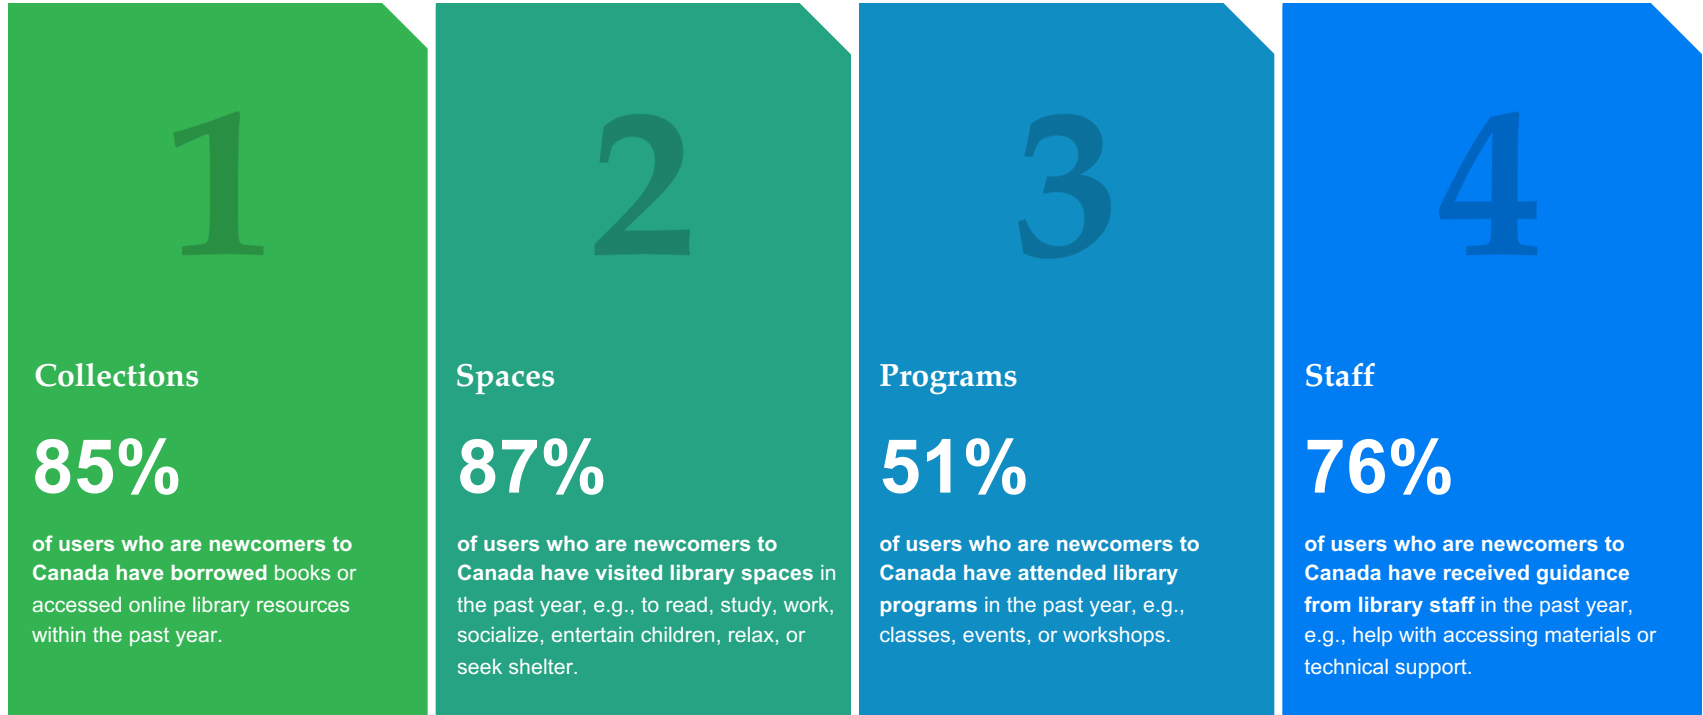 1
Collections
85%
of users who are newcomers to
Canada have borrowed books or
accessed online library resources
within the past year.
2
Spaces
87%
of users who are newcomers to
Canada have visited library spaces in
the past year, e.g., to read, study, work,
socialize, entertain children, relax, or
seek shelter.
3
Programs
51%
of users who are newcomers to
Canada have attended library
programs in the past year, e.g.,
classes, events, or workshops.
4
Staff
76%
of users who are newcomers to
Canada have received guidance
from library staff in the past year,
e.g., help with accessing materials or
technical support.